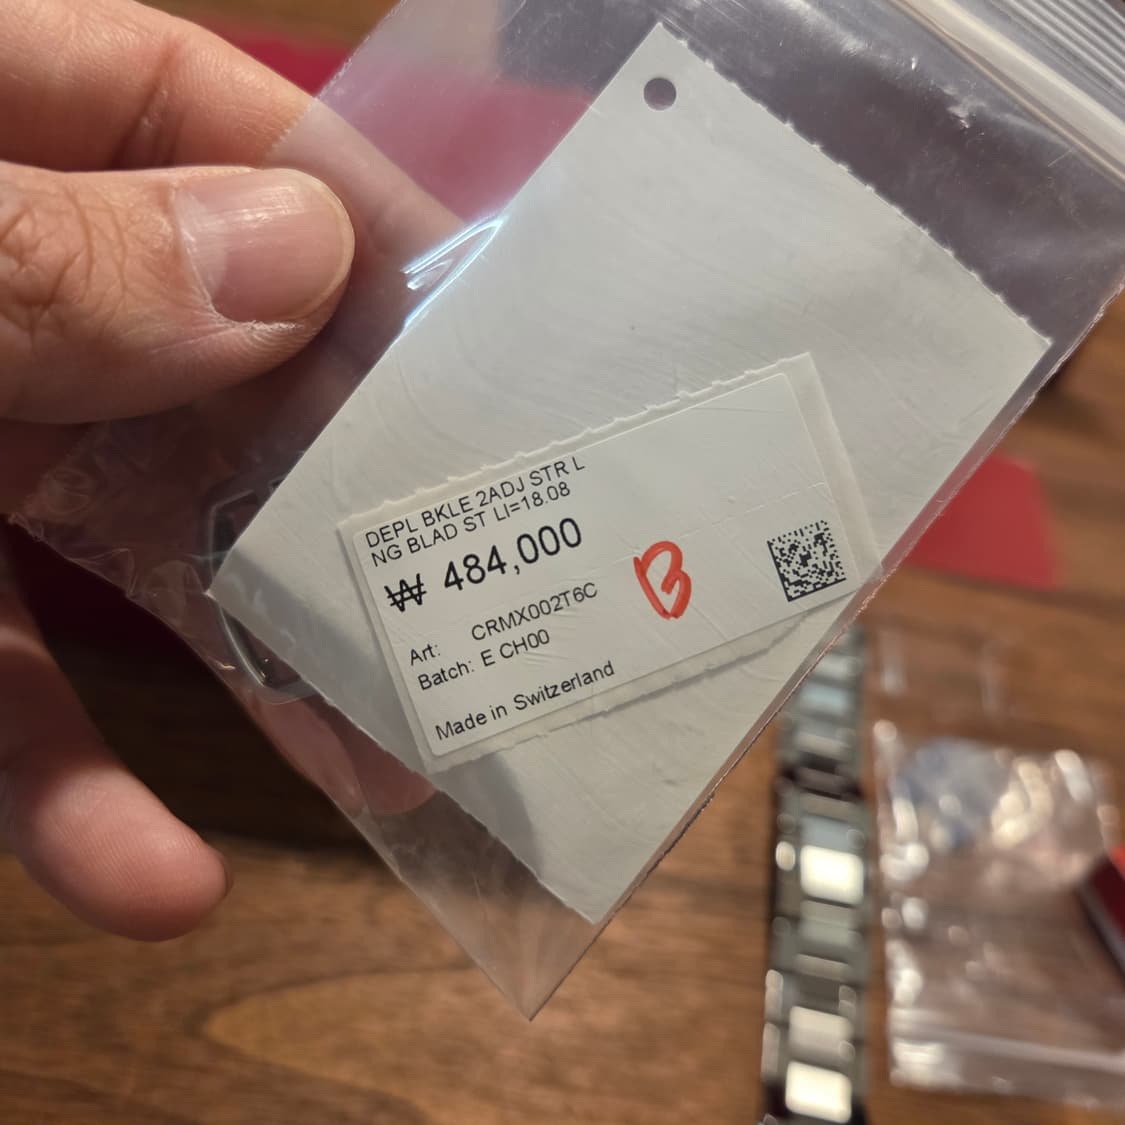 DEPL BKLE 2ADJ STR L
NG BLAD ST LI=18.08
₩ 484,000
Art: CRMX002T6C
Batch: E CH00
B
Made in Switzerland